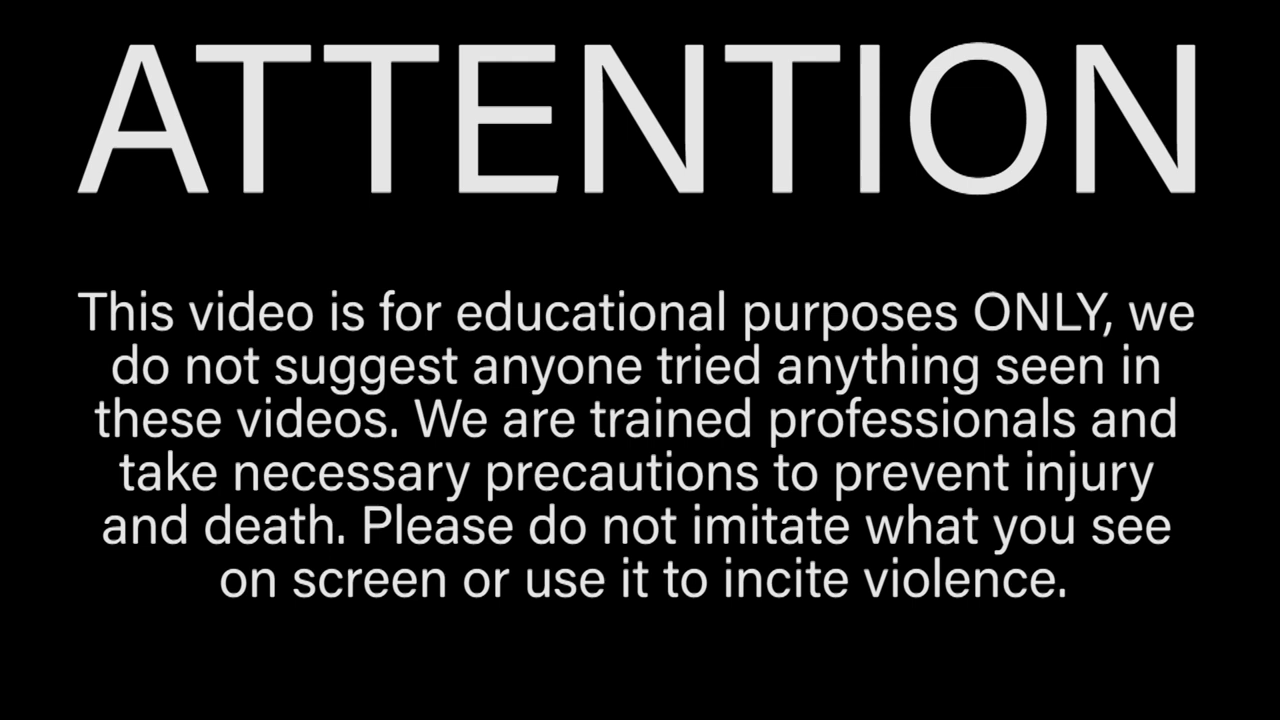 ATTENTION
This video is for educational purposes ONLY, we
do not suggest anyone tried anything seen in
these videos. We are trained professionals and
take necessary precautions to prevent injury
and death. Please do not imitate what you see
on screen or use it to incite violence.